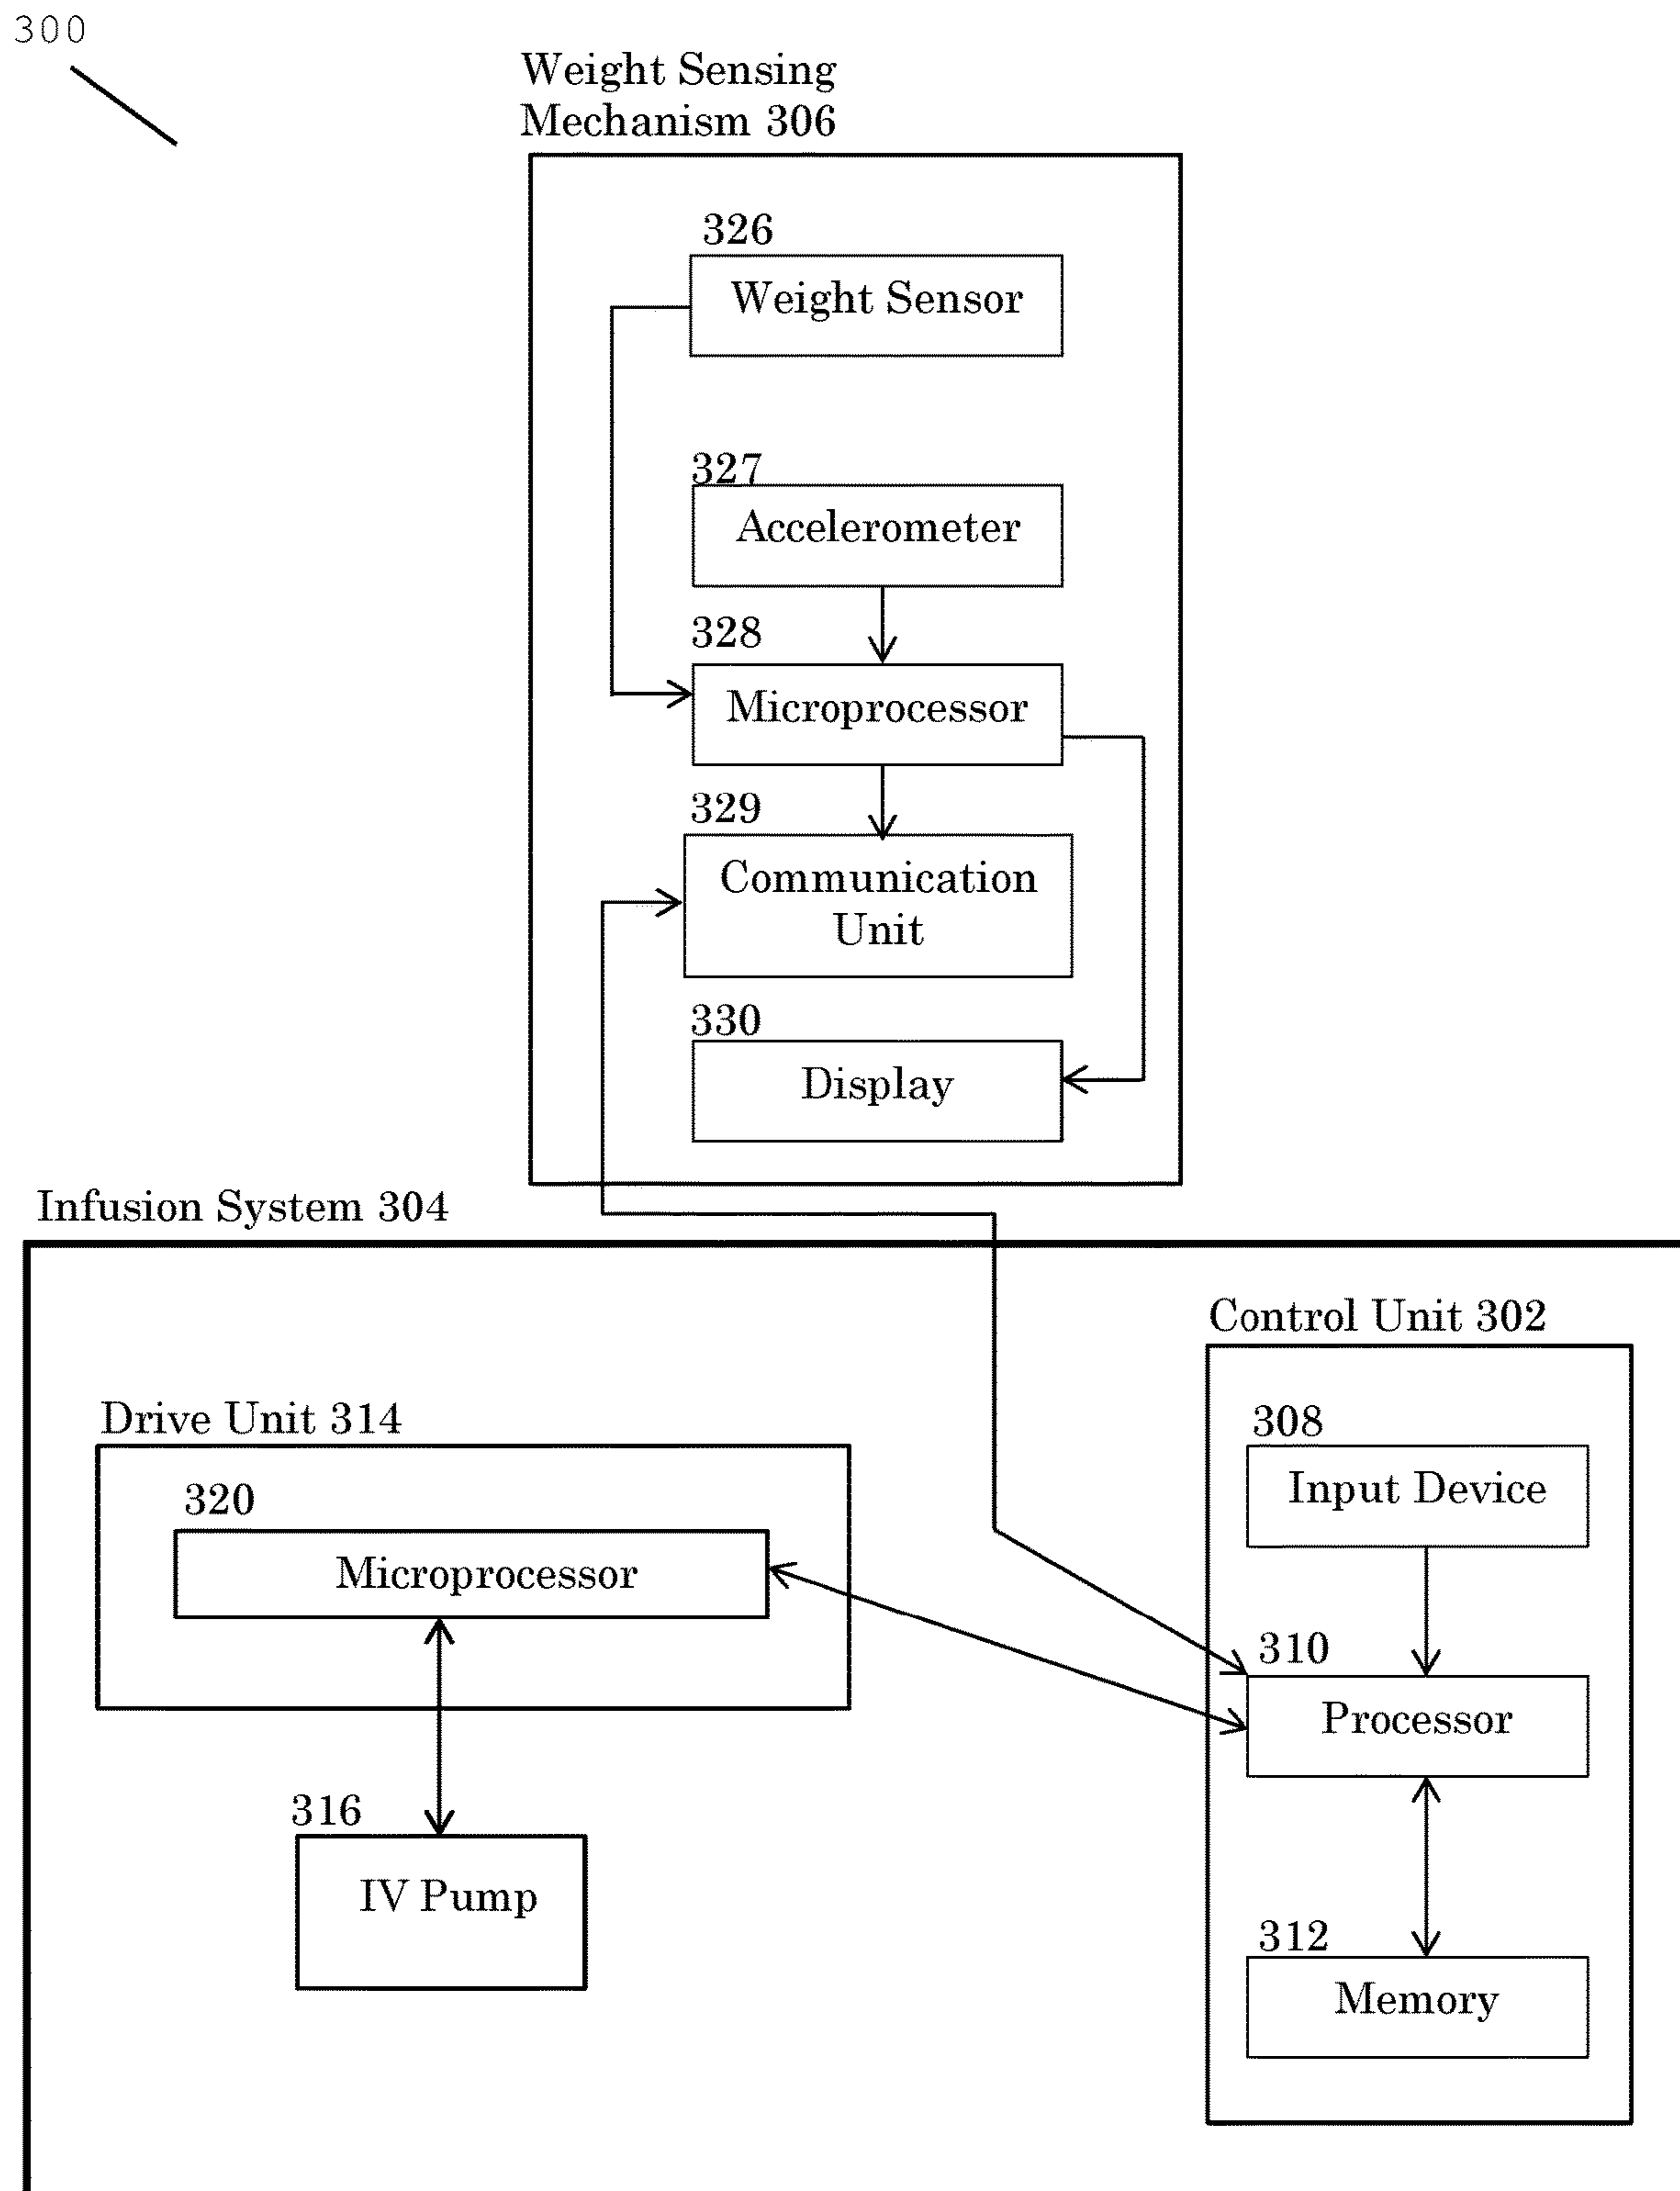 300
Weight Sensing
Mechanism 306
326
Weight Sensor
327
Accelerometer
328
Microprocessor
329
Communication
Unit
330
Display
Infusion System 304
Control Unit 302
Drive Unit 314
308
Input Device
320
Microprocessor
310
Processor
316
IV Pump
312
Memory